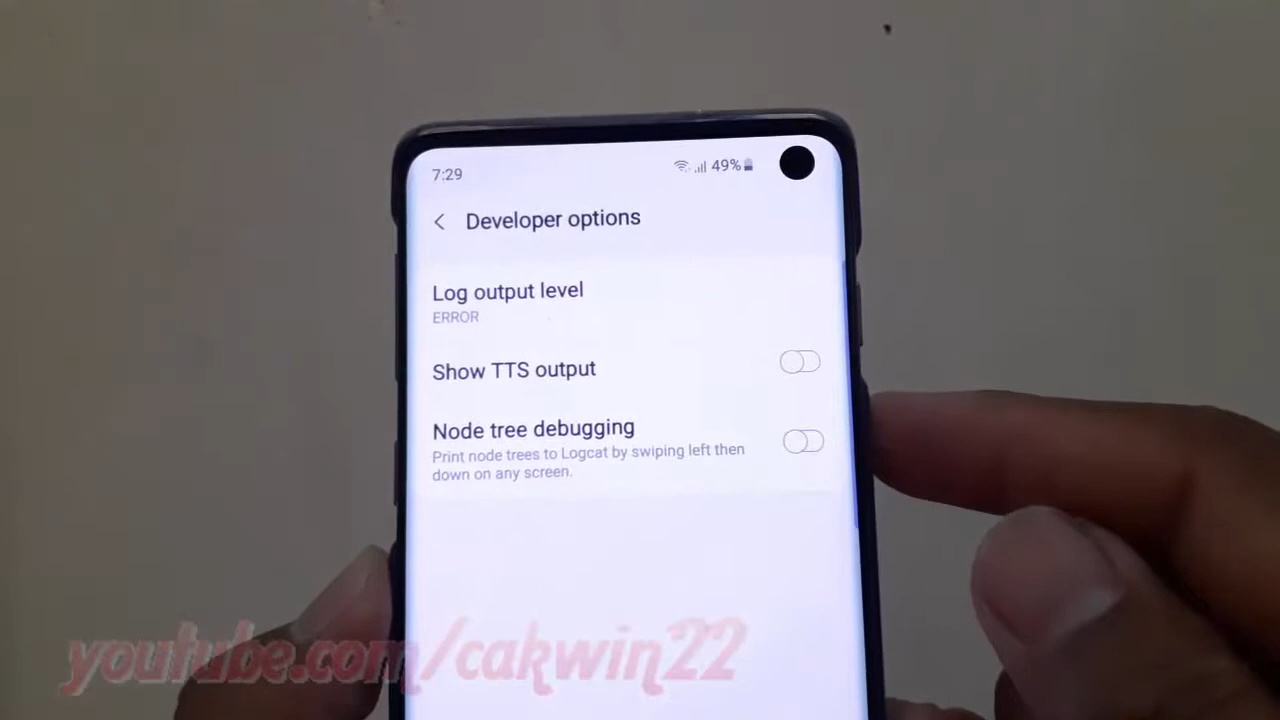 7:29
49%
Developer options
Log output level
ERROR
Show TTS output
Node tree debugging
Print node trees to Logcat by swiping left then
down on any screen.
youtube.com/cakwin22